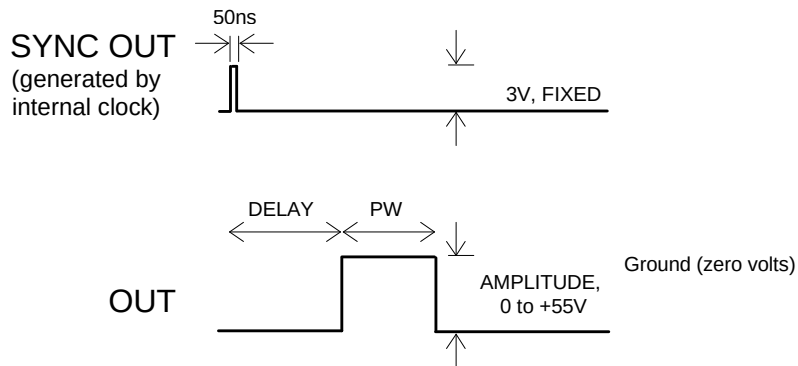 50ns
SYNC OUT
(generated by
internal clock)
3V, FIXED
DELAY
PW
OUT
AMPLITUDE,
0 to +55V
Ground (zero volts)